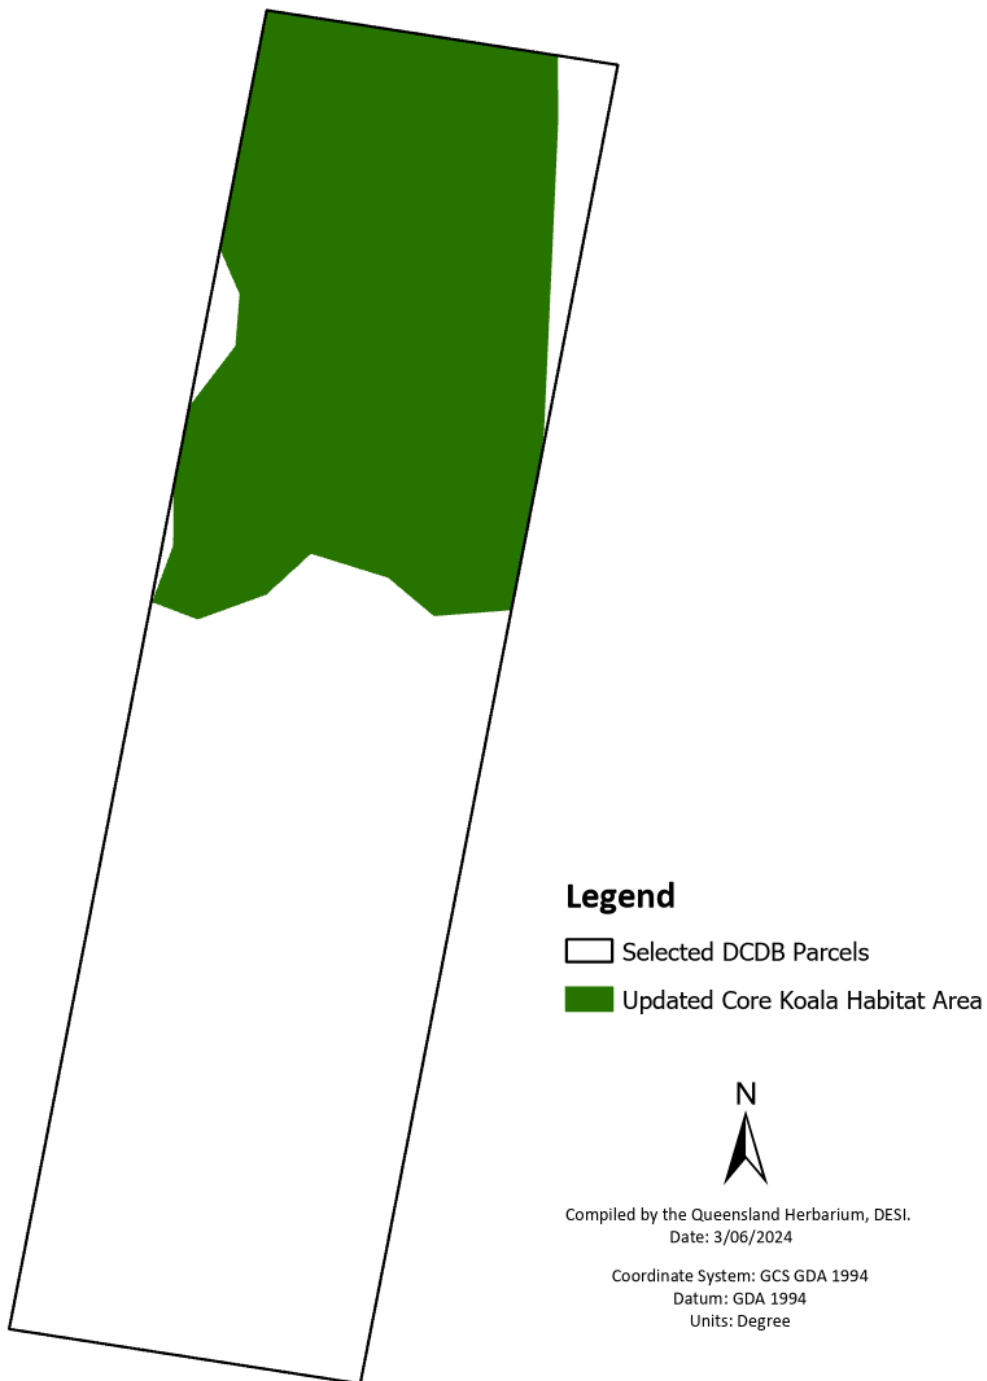 Legend
Selected DCDB Parcels
Updated Core Koala Habitat Area
N
Compiled by the Queensland Herbarium, DESI.
Date: 3/06/2024
Coordinate System: GCS GDA 1994
Datum: GDA 1994
Units: Degree